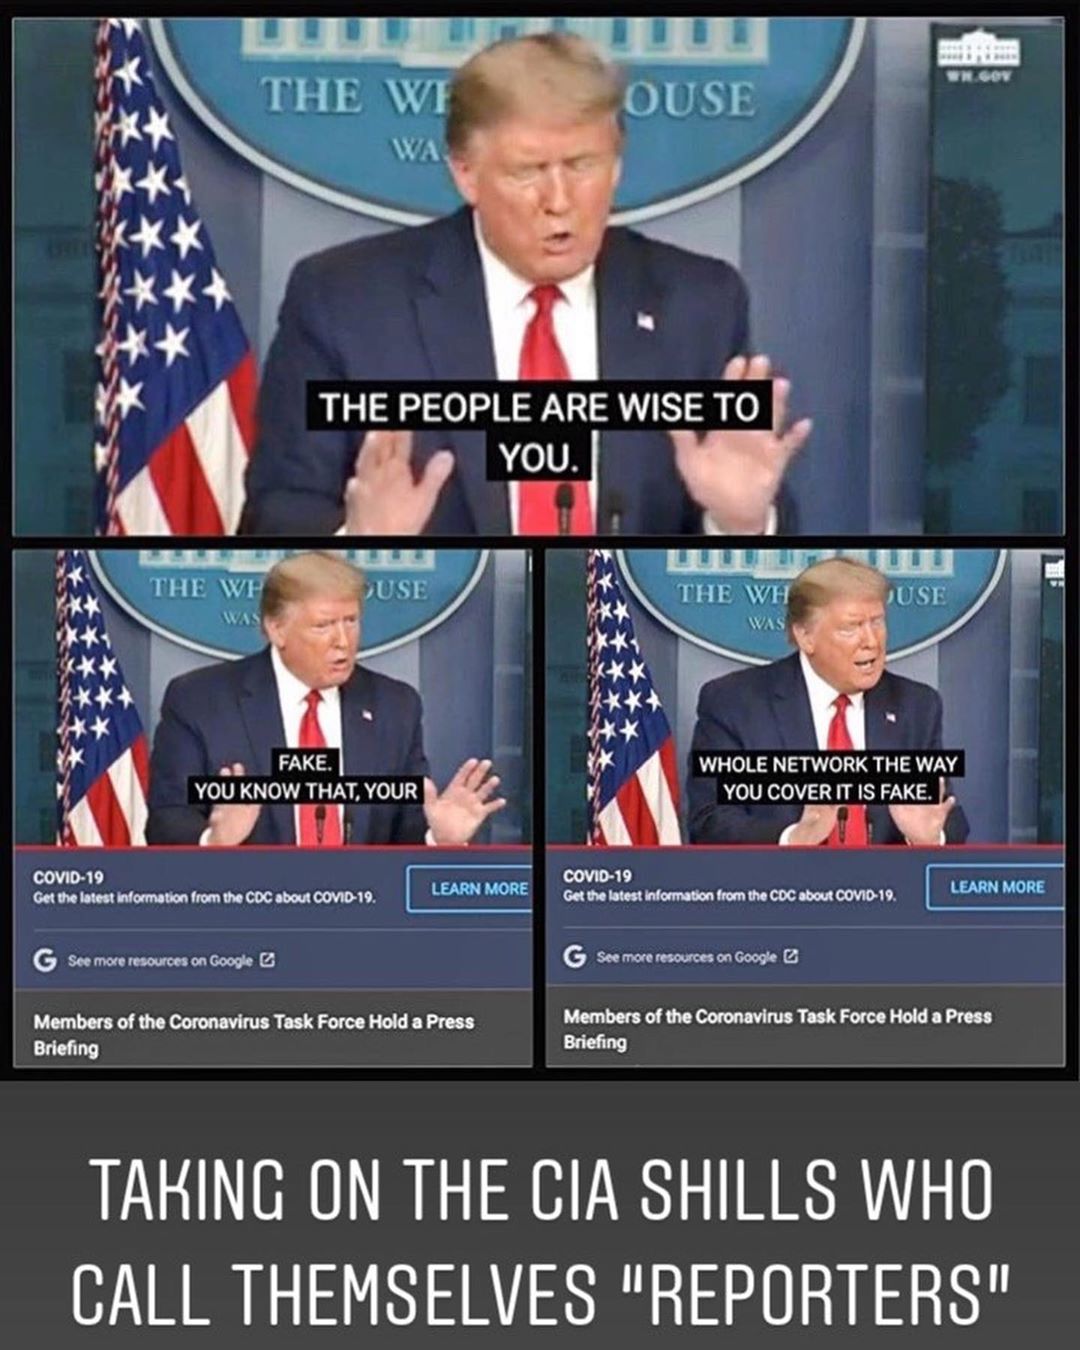 THE WH OUSE
WA
WH.GOV
THE PEOPLE ARE WISE TO
YOU.
THE WH OUSE
WAS
FAKE.
YOU KNOW THAT, YOUR
COVID-19
Get the latest information from the CDC about COVID-19.
LEARN MORE
G See more resources on Google
Members of the Coronavirus Task Force Hold a Press
Briefing
THE WH OUSE
WAS
WHOLE NETWORK THE WAY
YOU COVER IT IS FAKE.
COVID-19
Get the latest information from the CDC about COVID-19.
LEARN MORE
G See more resources on Google
Members of the Coronavirus Task Force Hold a Press
Briefing
TAKING ON THE CIA SHILLS WHO
CALL THEMSELVES "REPORTERS"